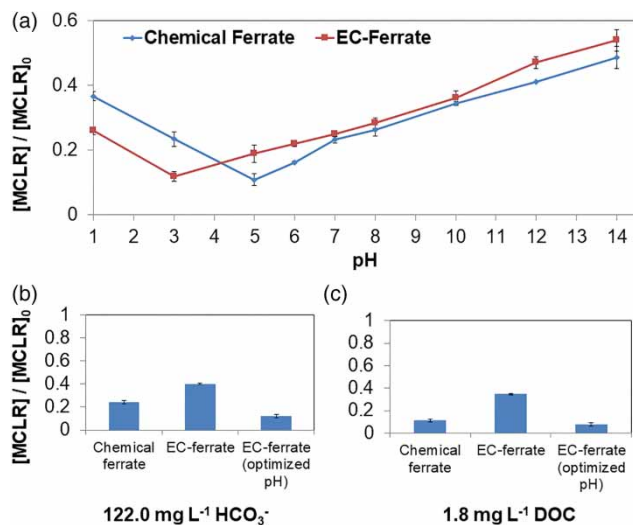 (a)
0.6
Chemical Ferrate
EC-Ferrate
0.4
0.2
0
[MCLR] / [MCLR]₀
1 2 3 4 5 6 7 8 9 10 11 12 13 14
pH
(b)
1
0.8
0.6
0.4
0.2
0
[MCLR] / [MCLR]₀
Chemical ferrate
EC-ferrate
EC-ferrate (optimized pH)
122.0 mg L⁻¹ HCO₃⁻
(c)
1
0.8
0.6
0.4
0.2
0
Chemical ferrate
EC-ferrate
EC-ferrate (optimized pH)
1.8 mg L⁻¹ DOC